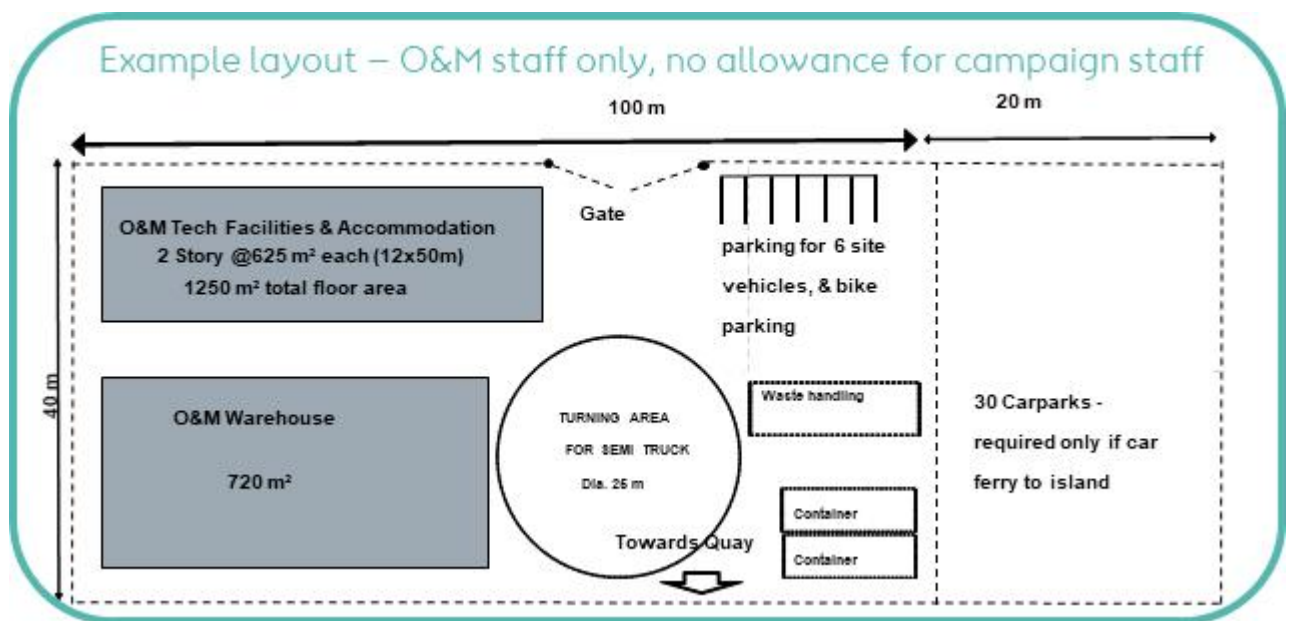 Example layout – O&M staff only, no allowance for campaign staff
100 m
20 m
40 m
Gate
O&M Tech Facilities & Accommodation
2 Story @625 m² each (12x50m)
1250 m² total floor area
parking for 6 site
vehicles, & bike
parking
O&M Warehouse
720 m²
TURNING AREA
FOR SEMI TRUCK
Dia. 25 m
Waste handling
Container
Container
Towards Quay
30 Carparks -
required only if car
ferry to island